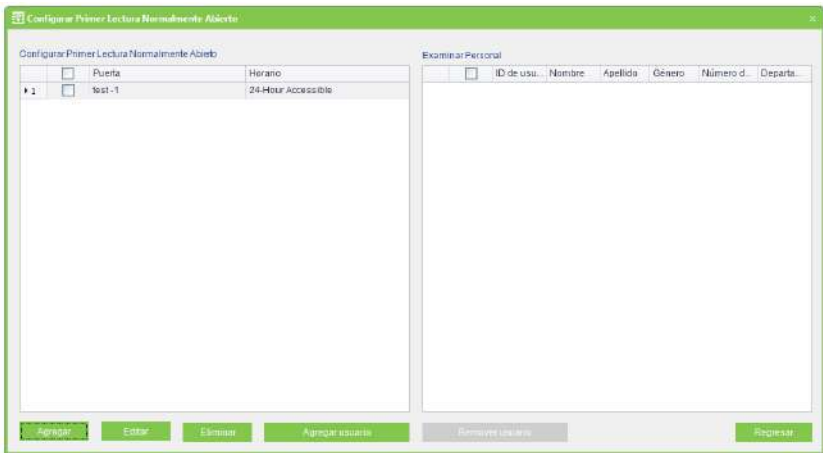 Configurar Primer Lectura Normalmente Abierto
Configurar Primer Lectura Normalmente Abierto
Examinar Personal
Puerta Horario
ID de usu... Nombre Apellido Género Número d... Departa...
1 test -1 24-Hour Accessible
Agregar Editar Eliminar Agregar usuario Remover usuario Regresar